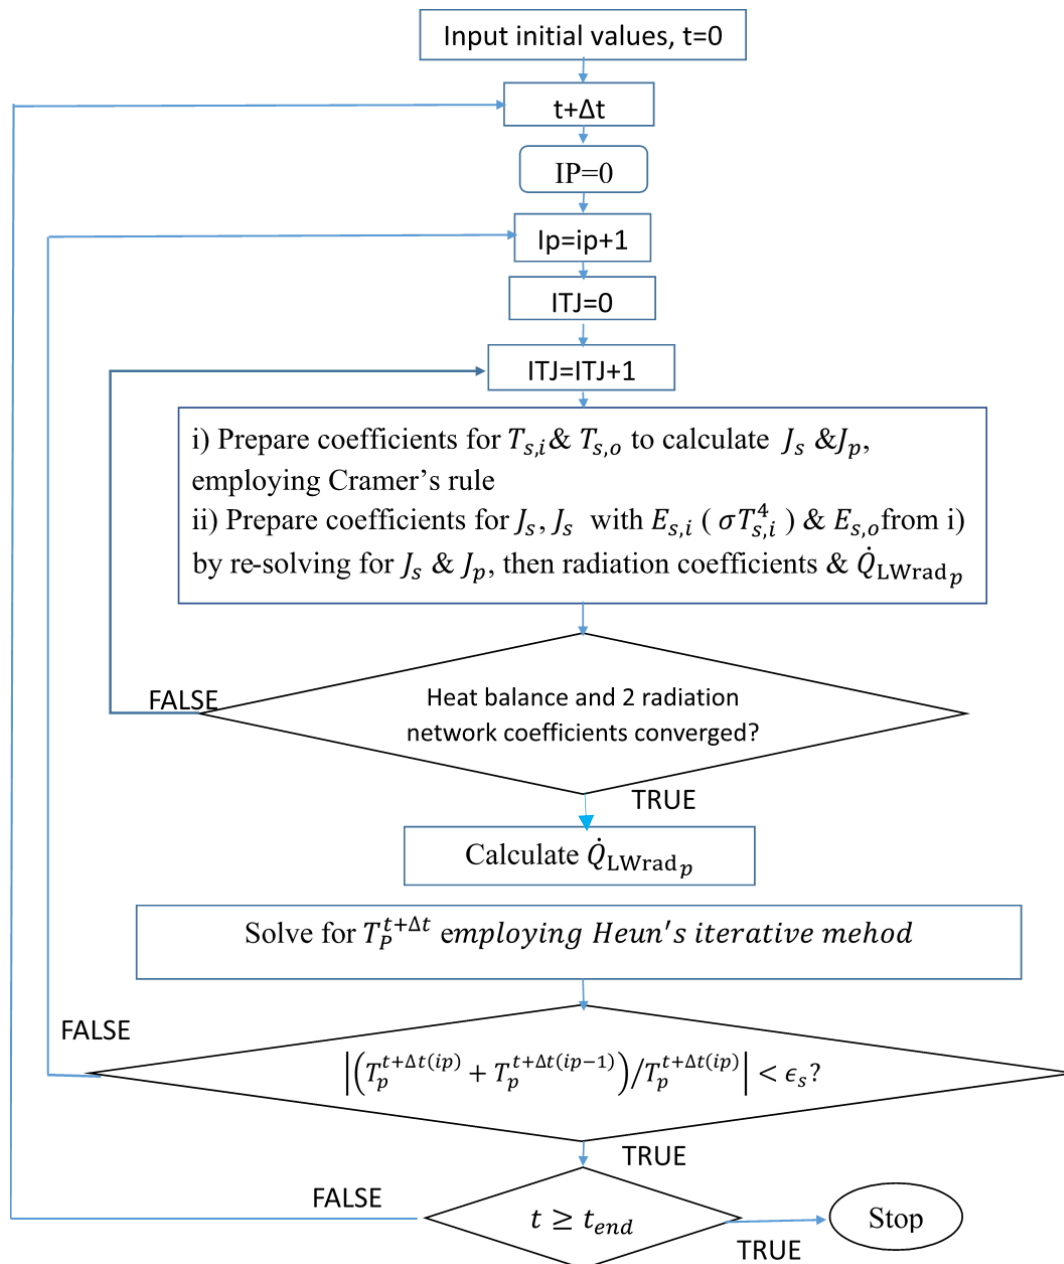 Input initial values, t=0
t+Δt
IP=0
Ip=ip+1
ITJ=0
ITJ=ITJ+1
i) Prepare coefficients for T_{s,i}& T_{s,o} to calculate J_s &J_p,
employing Cramer’s rule
ii) Prepare coefficients for J_s, J_s with E_{s,i} ( σT_{s,i}^4 ) & E_{s,o}from i)
by re-solving for J_s & J_p, then radiation coefficients & Q̇_{LWrad_p}
FALSE
Heat balance and 2 radiation
network coefficients converged?
TRUE
Calculate Q̇_{LWrad_p}
Solve for T_P^{t+Δt} employing Heun's iterative mehod
FALSE
|(T_p^{t+Δt(ip)} + T_p^{t+Δt(ip−1)})/T_p^{t+Δt(ip)}| < ϵ_s?
TRUE
FALSE
t ≥ t_{end}
Stop
TRUE